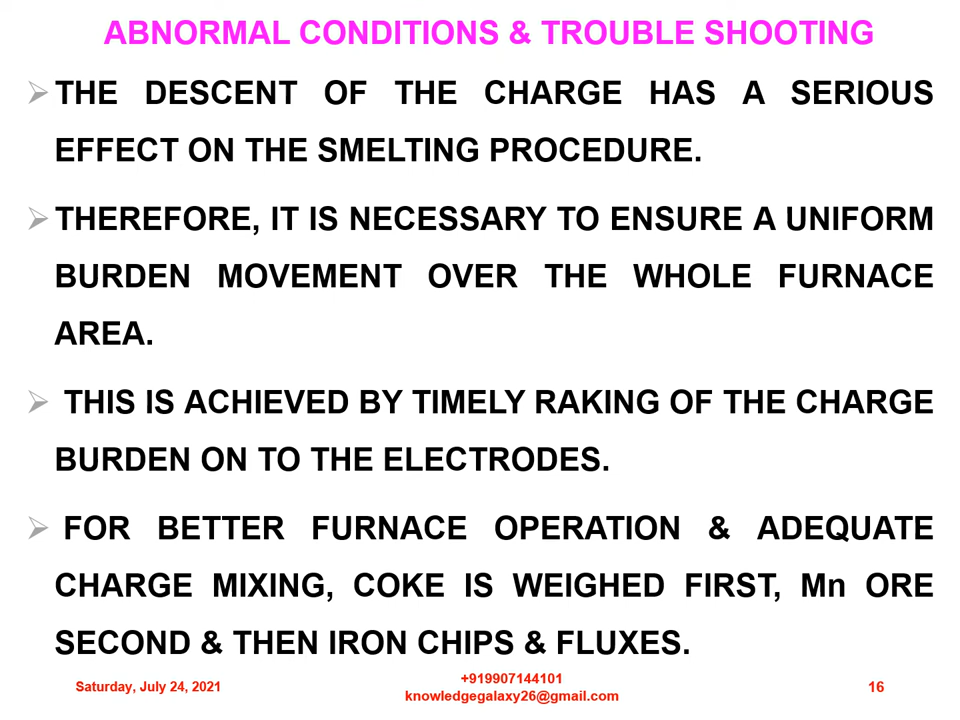 ABNORMAL CONDITIONS & TROUBLE SHOOTING
THE DESCENT OF THE CHARGE HAS A SERIOUS
EFFECT ON THE SMELTING PROCEDURE.
THEREFORE, IT IS NECESSARY TO ENSURE A UNIFORM
BURDEN MOVEMENT OVER THE WHOLE FURNACE
AREA.
THIS IS ACHIEVED BY TIMELY RAKING OF THE CHARGE
BURDEN ON TO THE ELECTRODES.
FOR BETTER FURNACE OPERATION & ADEQUATE
CHARGE MIXING, COKE IS WEIGHED FIRST, Mn ORE
SECOND & THEN IRON CHIPS & FLUXES.
Saturday, July 24, 2021
+919907144101
knowledgegalaxy26@gmail.com
16